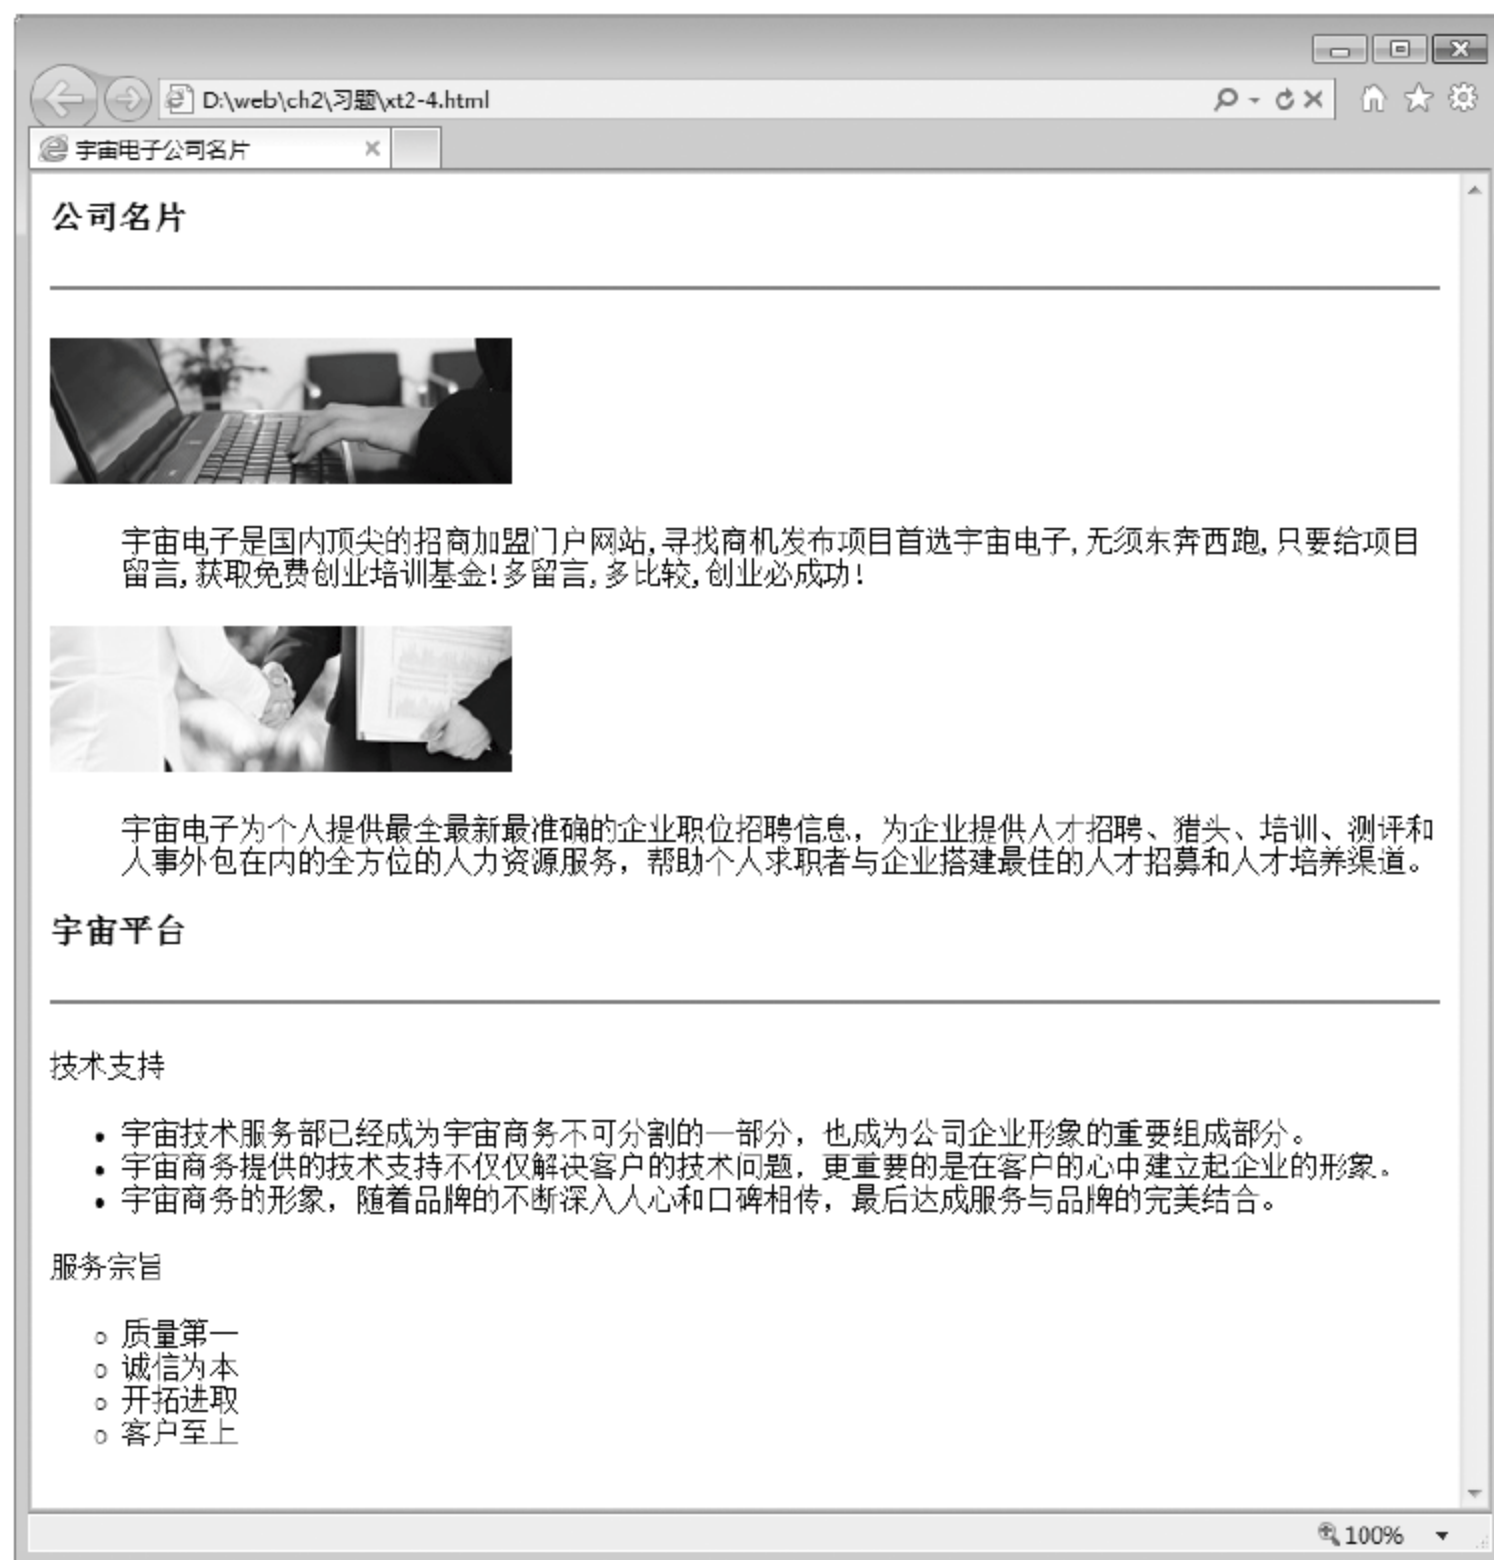 D:\web\ch2\习题\xt2-4.html
宇宙电子公司名片
公司名片
宇宙电子是国内顶尖的招商加盟门户网站,寻找商机发布项目首选宇宙电子,无须东奔西跑,只要给项目
留言,获取免费创业培训基金!多留言,多比较,创业必成功!
宇宙电子为个人提供最全最新最准确的企业职位招聘信息，为企业提供人才招聘、猎头、培训、测评和
人事外包在内的全方位的人力资源服务，帮助个人求职者与企业搭建最佳的人才招募和人才培养渠道。
宇宙平台
技术支持
• 宇宙技术服务部已经成为宇宙商务不可分割的一部分，也成为公司企业形象的重要组成部分。
• 宇宙商务提供的技术支持不仅仅解决客户的技术问题，更重要的是在客户的心中建立起企业的形象。
• 宇宙商务的形象，随着品牌的不断深入人心和口碑相传，最后达成服务与品牌的完美结合。
服务宗旨
○ 质量第一
○ 诚信为本
○ 开拓进取
○ 客户至上
100%